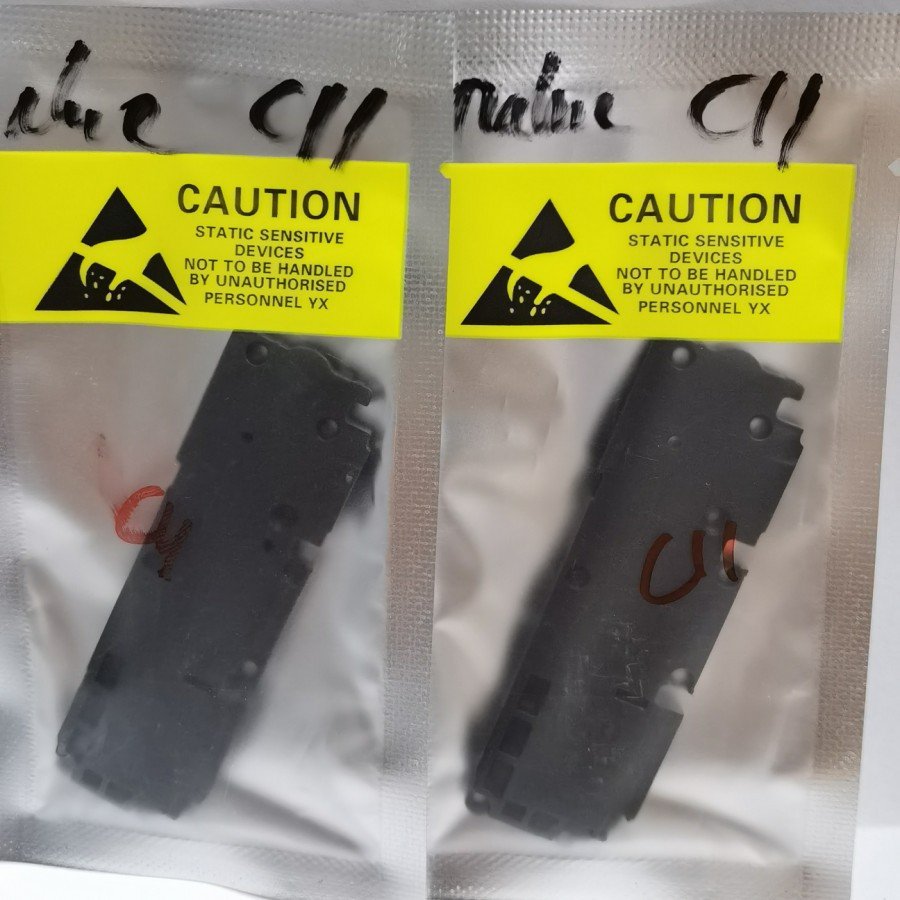 C11
CAUTION
STATIC SENSITIVE
DEVICES
NOT TO BE HANDLED
BY UNAUTHORISED
PERSONNEL YX
C11
CAUTION
STATIC SENSITIVE
DEVICES
NOT TO BE HANDLED
BY UNAUTHORISED
PERSONNEL YX